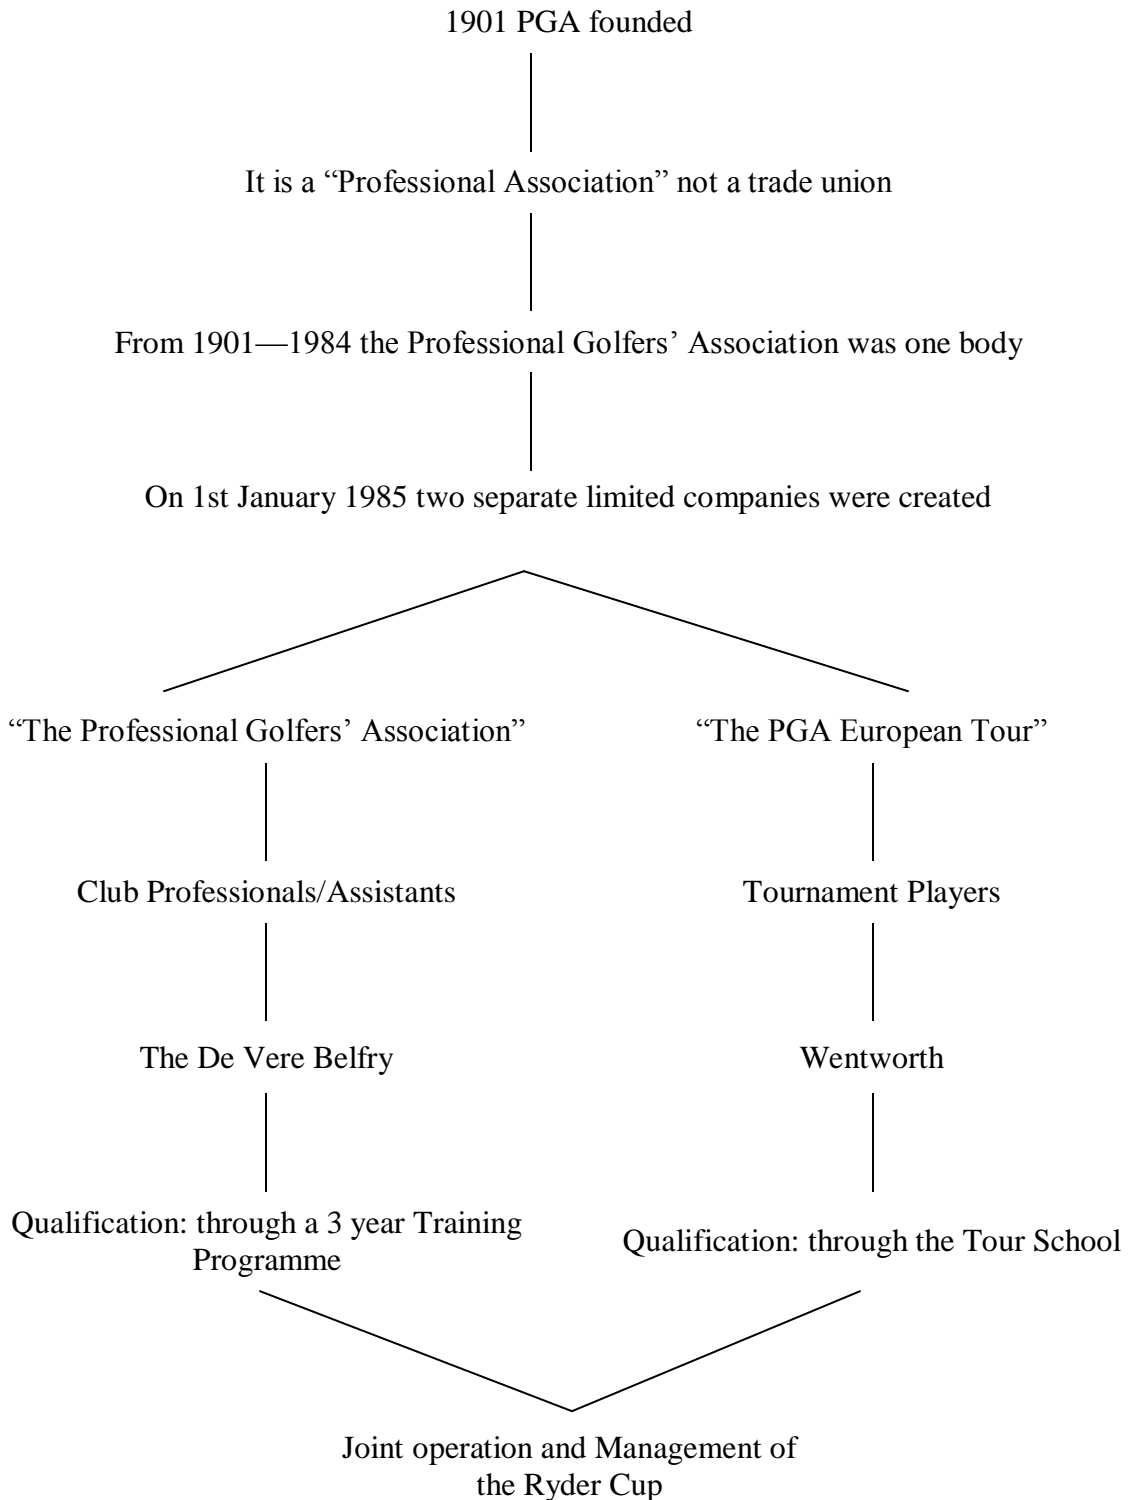 1901 PGA founded
It is a “Professional Association” not a trade union
From 1901—1984 the Professional Golfers’ Association was one body
On 1st January 1985 two separate limited companies were created
“The Professional Golfers’ Association”
“The PGA European Tour”
Club Professionals/Assistants
Tournament Players
The De Vere Belfry
Wentworth
Qualification: through a 3 year Training
Programme
Qualification: through the Tour School
Joint operation and Management of
the Ryder Cup